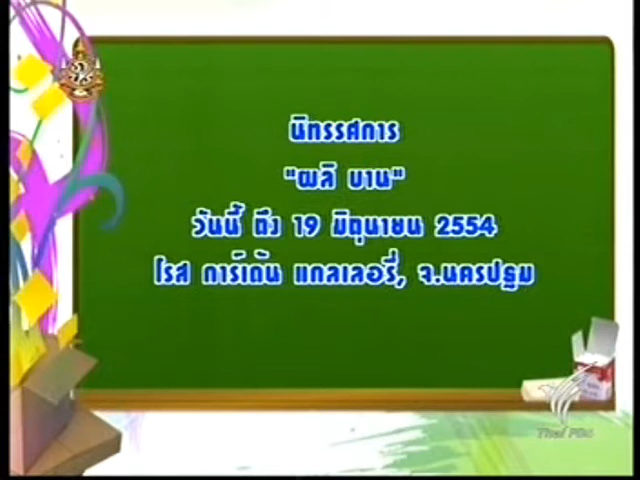 นิทรรศการ
"ผลิ บาน"
วันนี้ ถึง 19 มิถุนายน 2554
โรส การ์เด้น แกลเลอรี่, จ.นครปฐม
Thai PBS